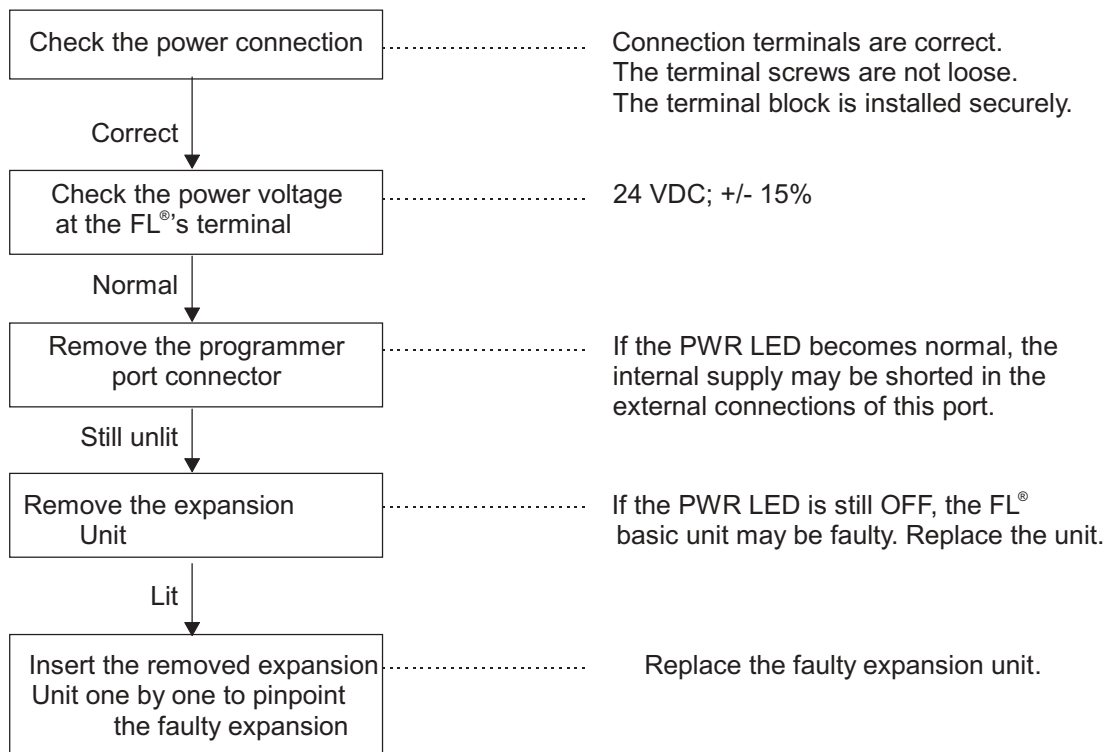 Check the power connection
Connection terminals are correct.
The terminal screws are not loose.
The terminal block is installed securely.
Correct
Check the power voltage
at the FL®'s terminal
24 VDC; +/- 15%
Normal
Remove the programmer
port connector
If the PWR LED becomes normal, the
internal supply may be shorted in the
external connections of this port.
Still unlit
Remove the expansion
Unit
If the PWR LED is still OFF, the FL®
basic unit may be faulty. Replace the unit.
Lit
Insert the removed expansion
Unit one by one to pinpoint
the faulty expansion
Replace the faulty expansion unit.